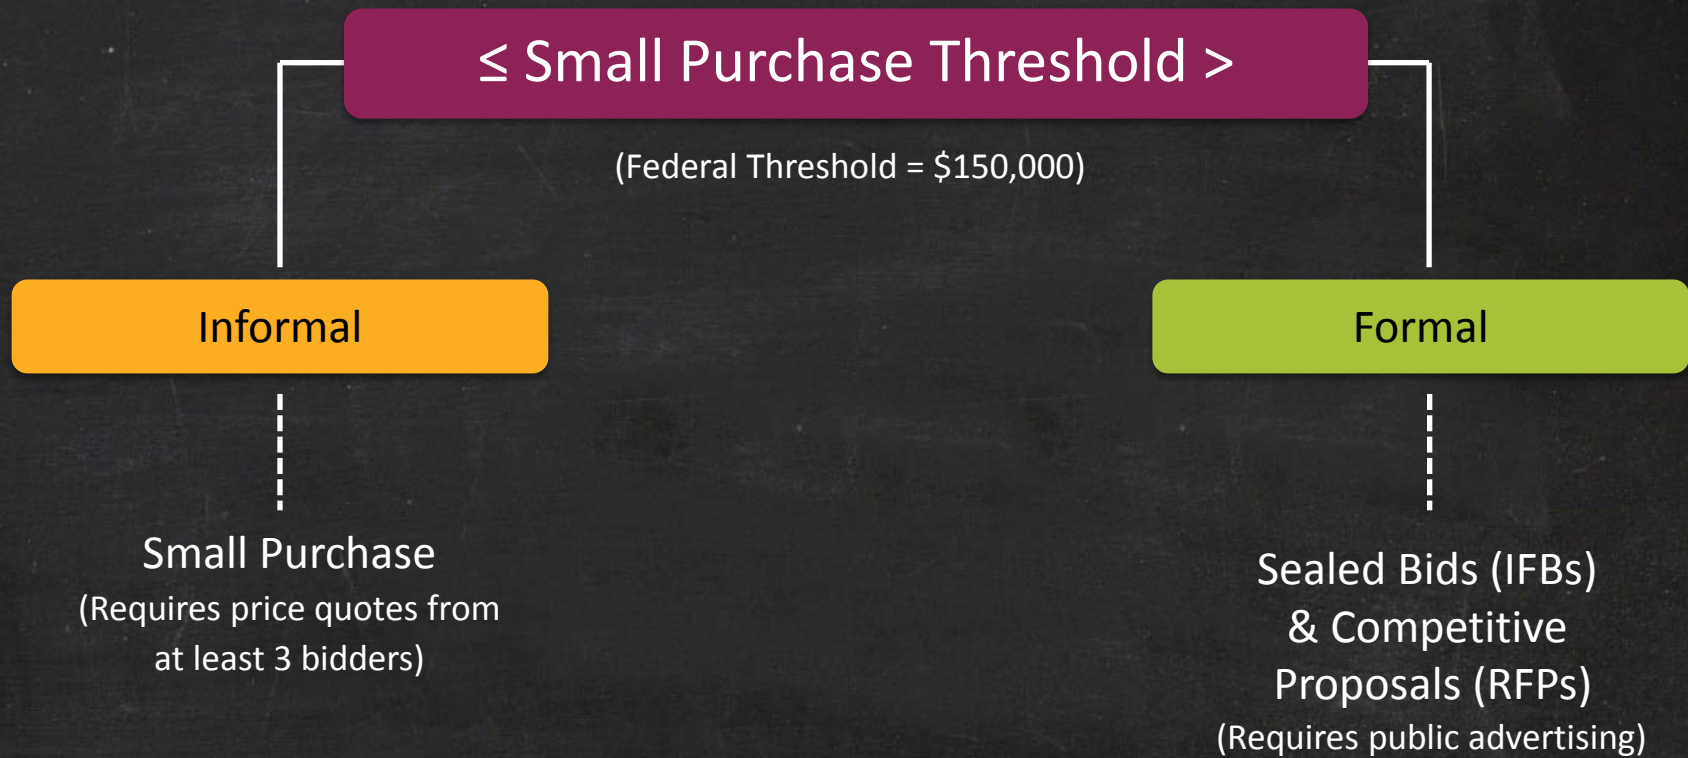 ≤ Small Purchase Threshold >
(Federal Threshold = $150,000)
Informal
Formal
Small Purchase
(Requires price quotes from
at least 3 bidders)
Sealed Bids (IFBs)
& Competitive
Proposals (RFPs)
(Requires public advertising)